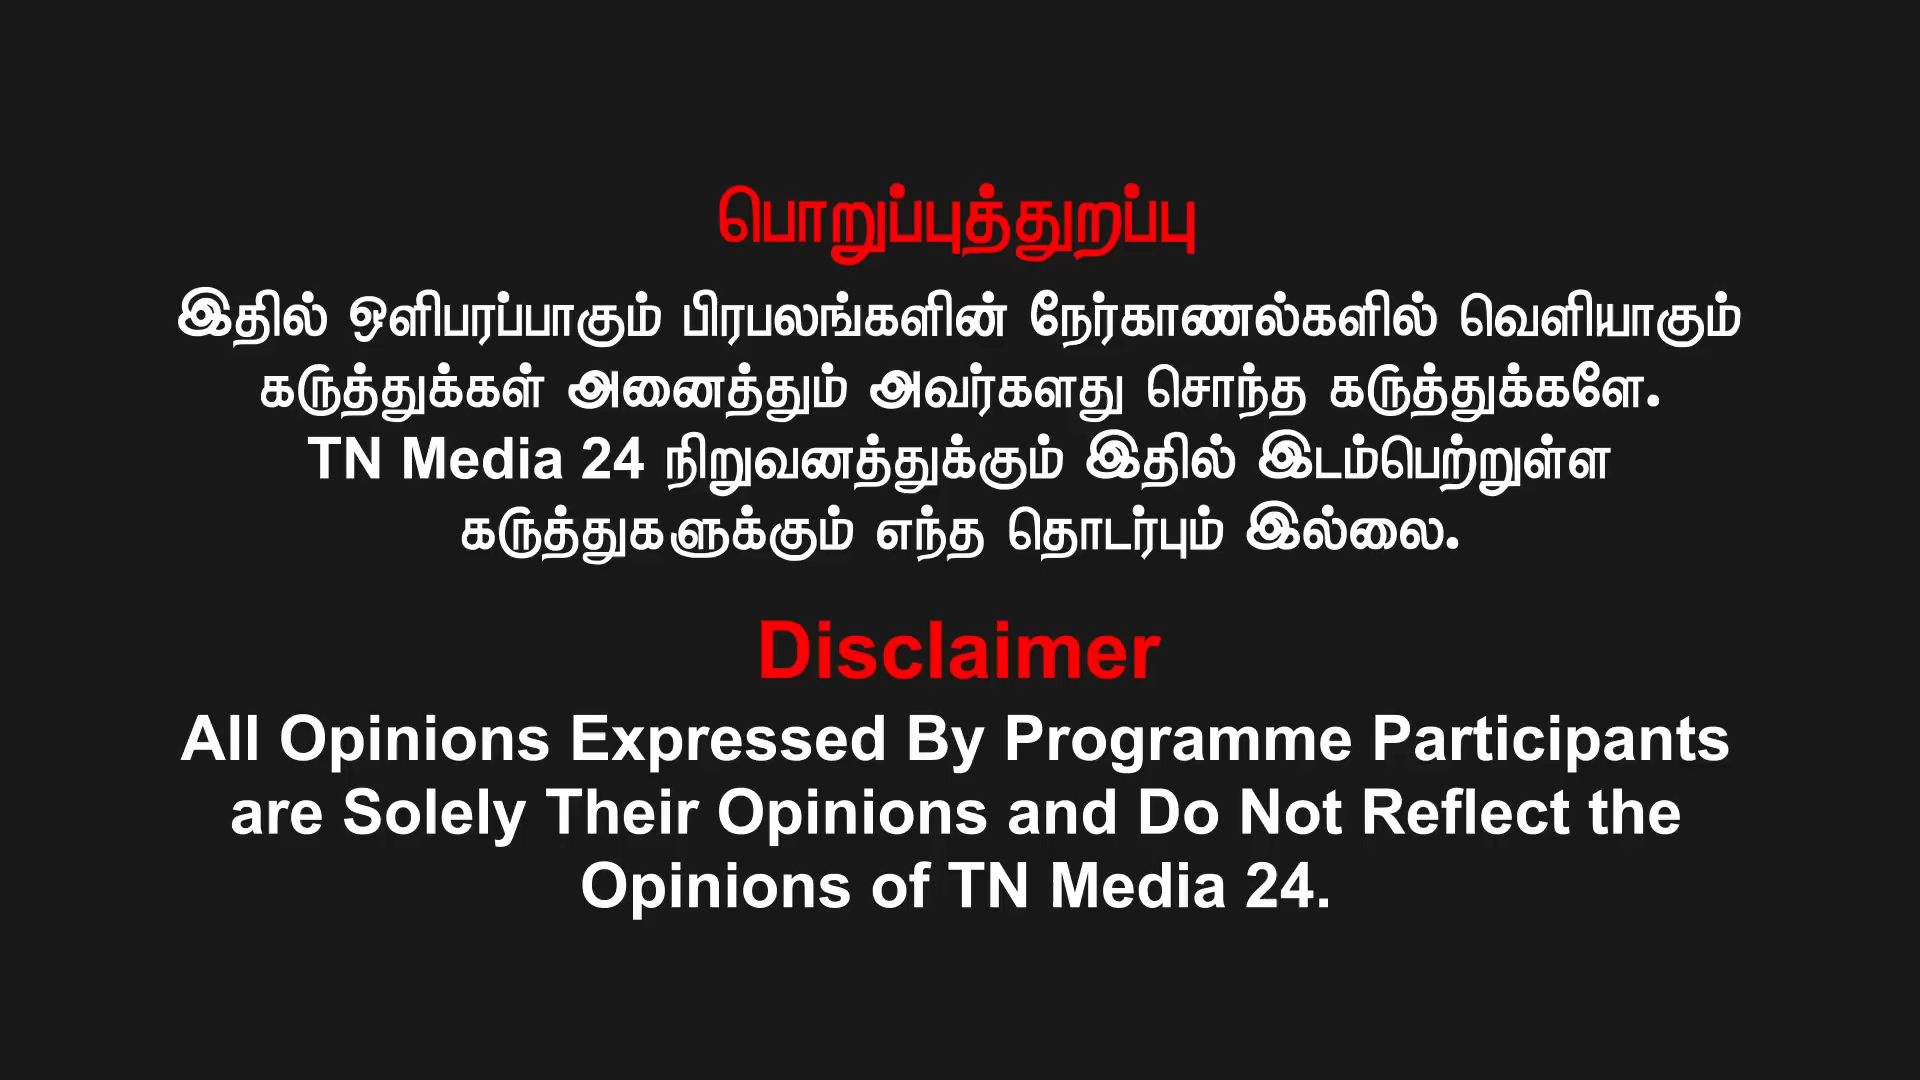 பொறுப்புத்துறப்பு
இதில் ஒளிபரப்பாகும் பிரபலங்களின் நேர்காணல்களில் வெளியாகும்
கருத்துக்கள் அனைத்தும் அவர்களது சொந்த கருத்துக்களே.
TN Media 24 நிறுவனத்துக்கும் இதில் இடம்பெற்றுள்ள
கருத்துகளுக்கும் எந்த தொடர்பும் இல்லை.
Disclaimer
All Opinions Expressed By Programme Participants
are Solely Their Opinions and Do Not Reflect the
Opinions of TN Media 24.